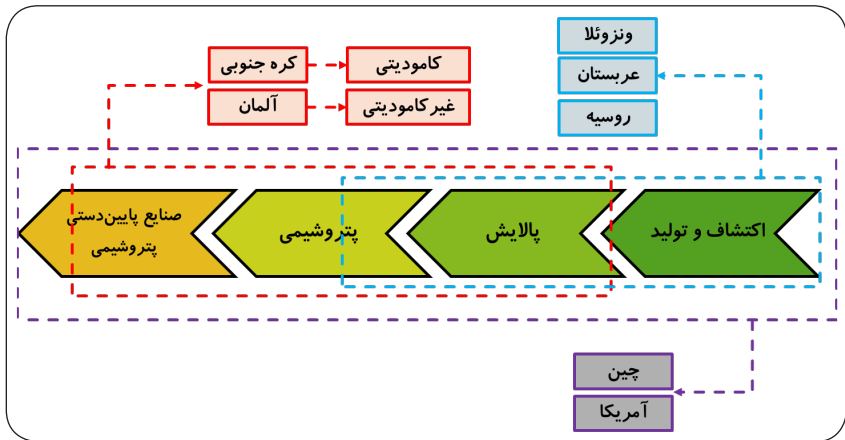 ونزوئلا
عربستان
روسیه
کره جنوبی
کامودیتی
آلمان
غیرکامودیتی
اکتشاف و تولید
پالایش
پتروشیمی
صنایع پایین‌دستی
پتروشیمی
چین
آمریکا